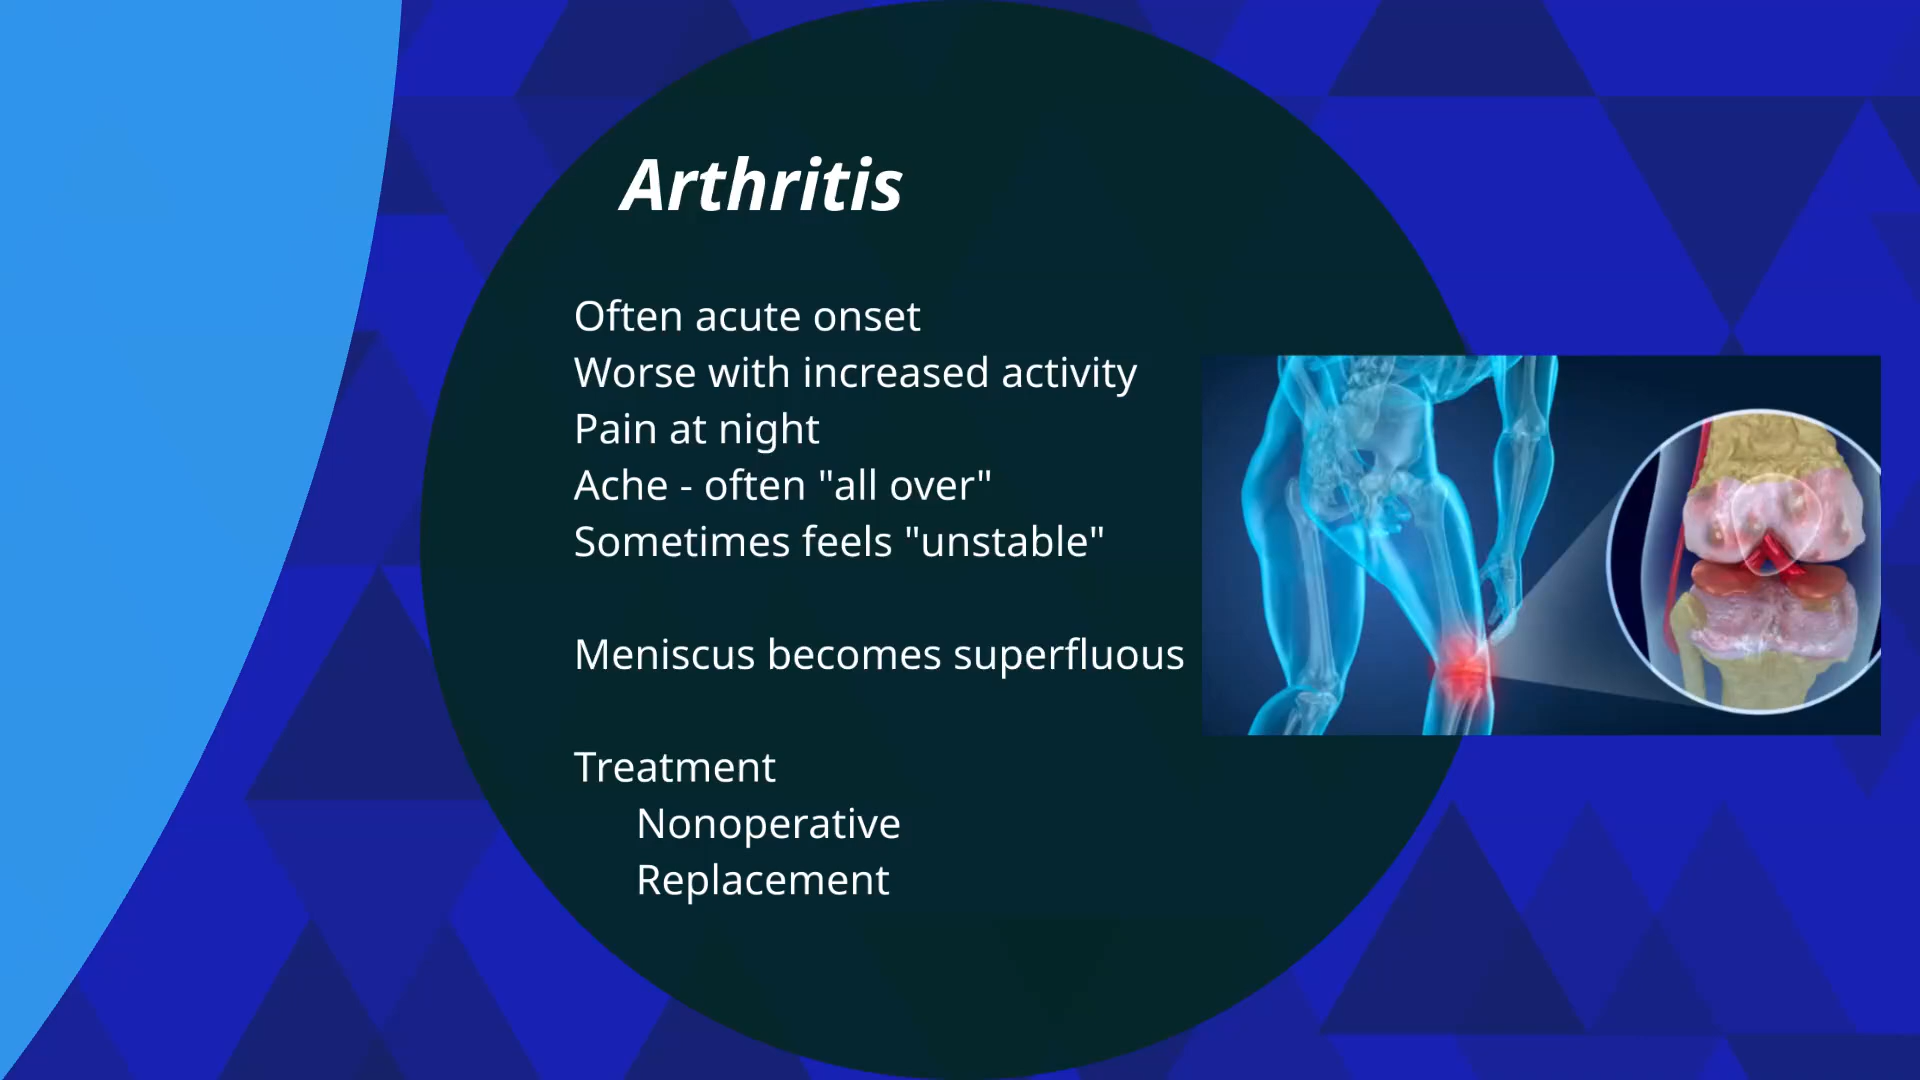 Arthritis
Often acute onset
Worse with increased activity
Pain at night
Ache - often "all over"
Sometimes feels "unstable"
Meniscus becomes superfluous
Treatment
Nonoperative
Replacement